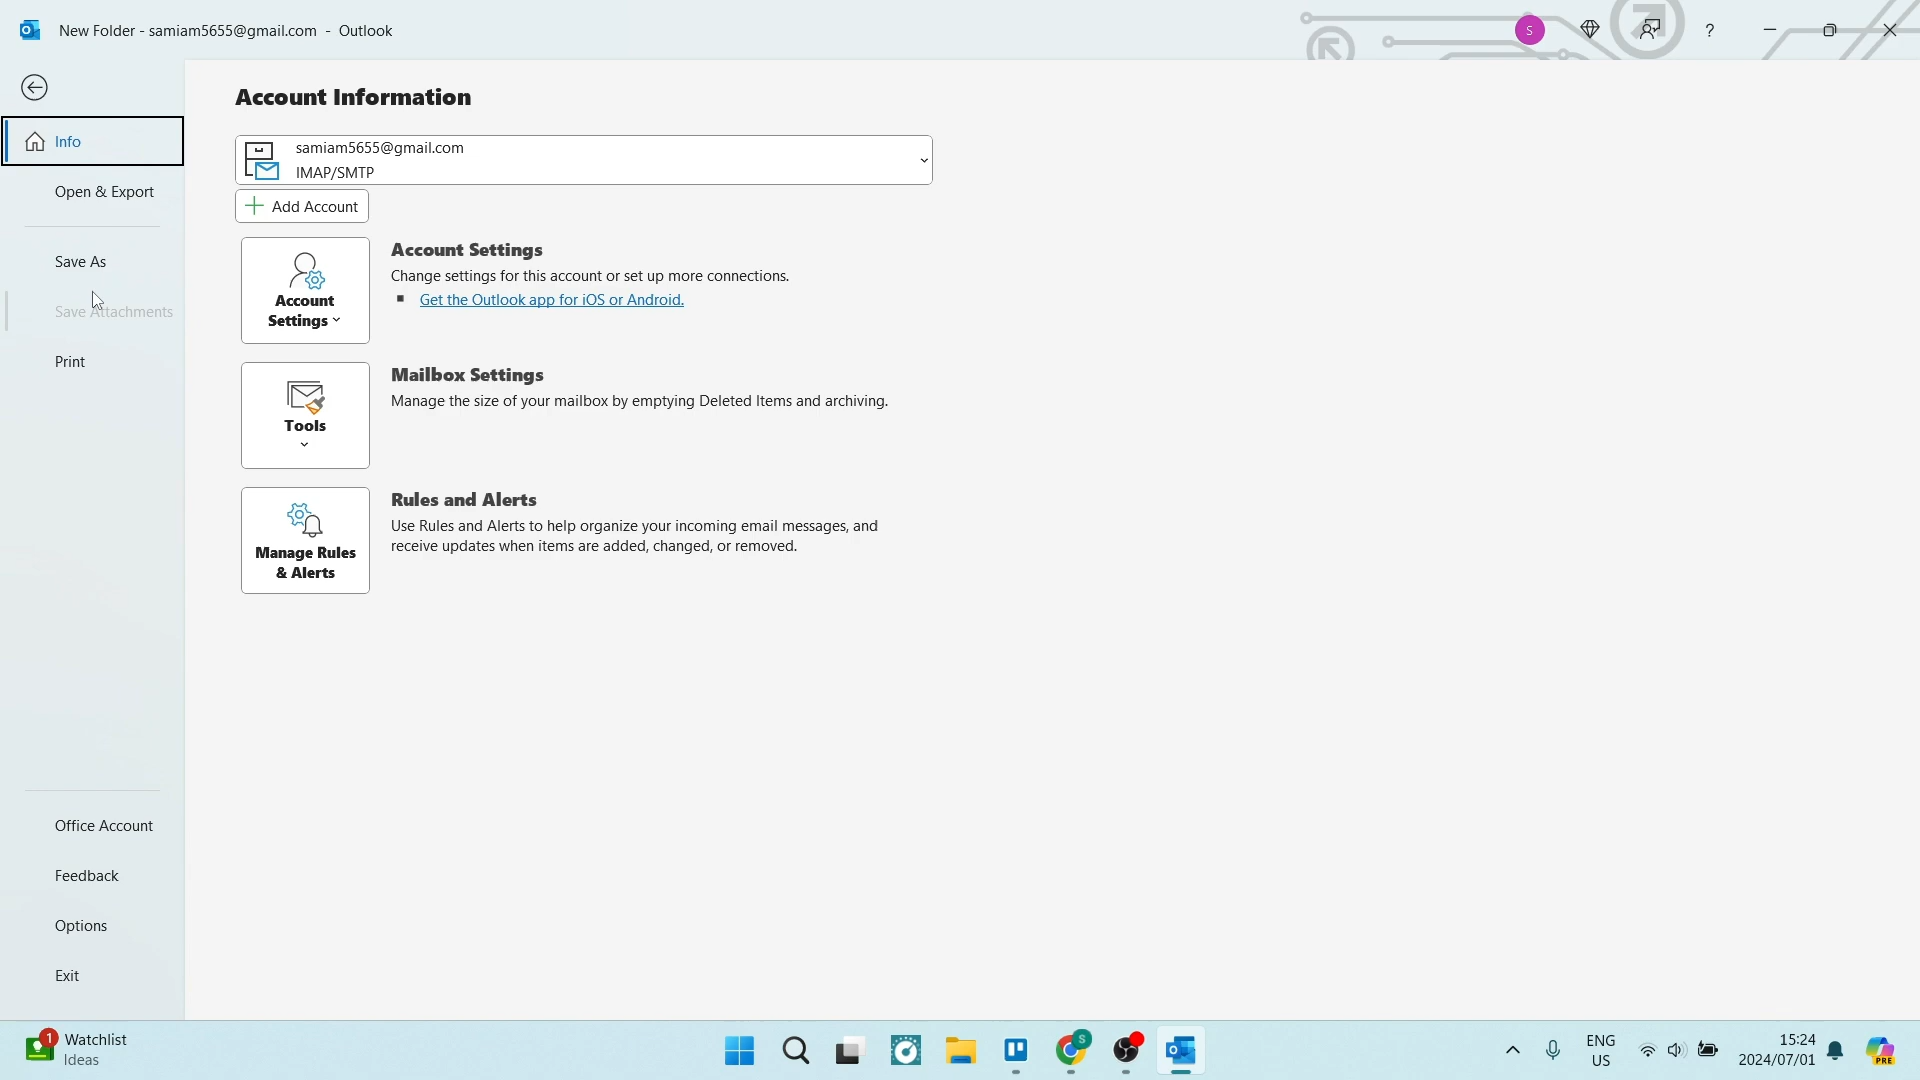 New Folder - samiam5655@gmail.com - Outlook
S
?
Info
Open & Export
Save As
Save Attachments
Print
Office Account
Feedback
Options
Exit
Account Information
samiam5655@gmail.com
IMAP/SMTP
Add Account
Account
Settings
Account Settings
Change settings for this account or set up more connections.
Get the Outlook app for iOS or Android.
Tools
Mailbox Settings
Manage the size of your mailbox by emptying Deleted Items and archiving.
Manage Rules
& Alerts
Rules and Alerts
Use Rules and Alerts to help organize your incoming email messages, and
receive updates when items are added, changed, or removed.
1
Watchlist
Ideas
S
ENG
US
15:24
2024/07/01
PRE